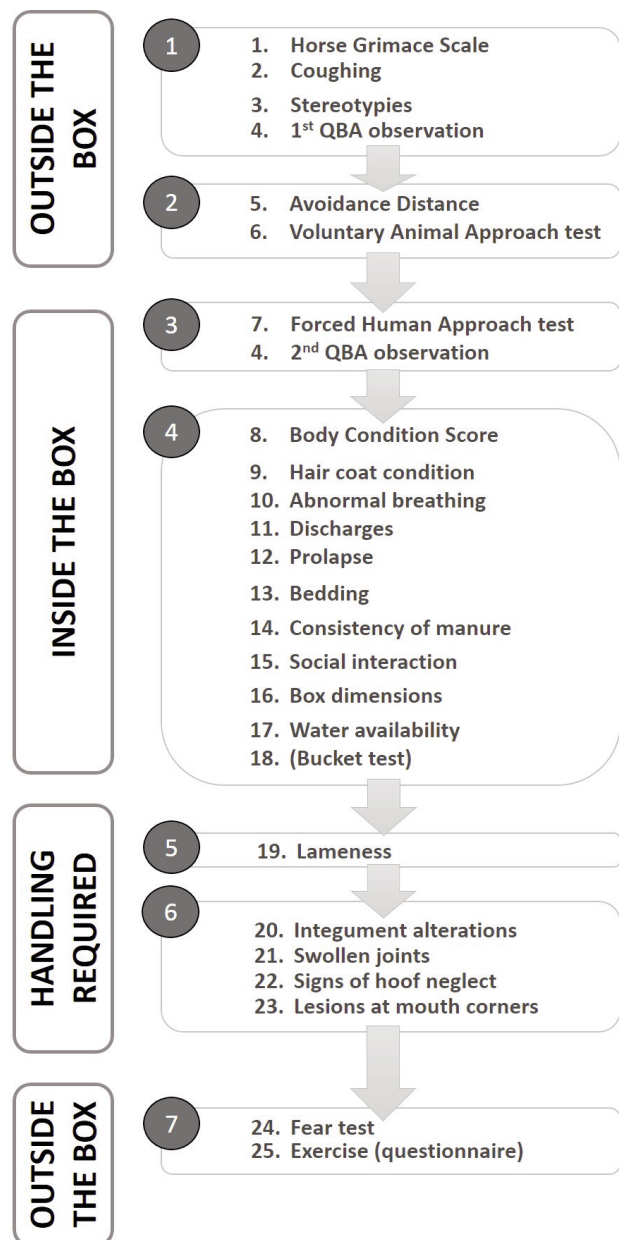 OUTSIDE THE
BOX
1
1. Horse Grimace Scale
2. Coughing
3. Stereotypies
4. 1st QBA observation
2
5. Avoidance Distance
6. Voluntary Animal Approach test
INSIDE THE BOX
3
7. Forced Human Approach test
4. 2nd QBA observation
4
8. Body Condition Score
9. Hair coat condition
10. Abnormal breathing
11. Discharges
12. Prolapse
13. Bedding
14. Consistency of manure
15. Social interaction
16. Box dimensions
17. Water availability
18. (Bucket test)
HANDLING
REQUIRED
5
19. Lameness
6
20. Integument alterations
21. Swollen joints
22. Signs of hoof neglect
23. Lesions at mouth corners
OUTSIDE
THE BOX
7
24. Fear test
25. Exercise (questionnaire)